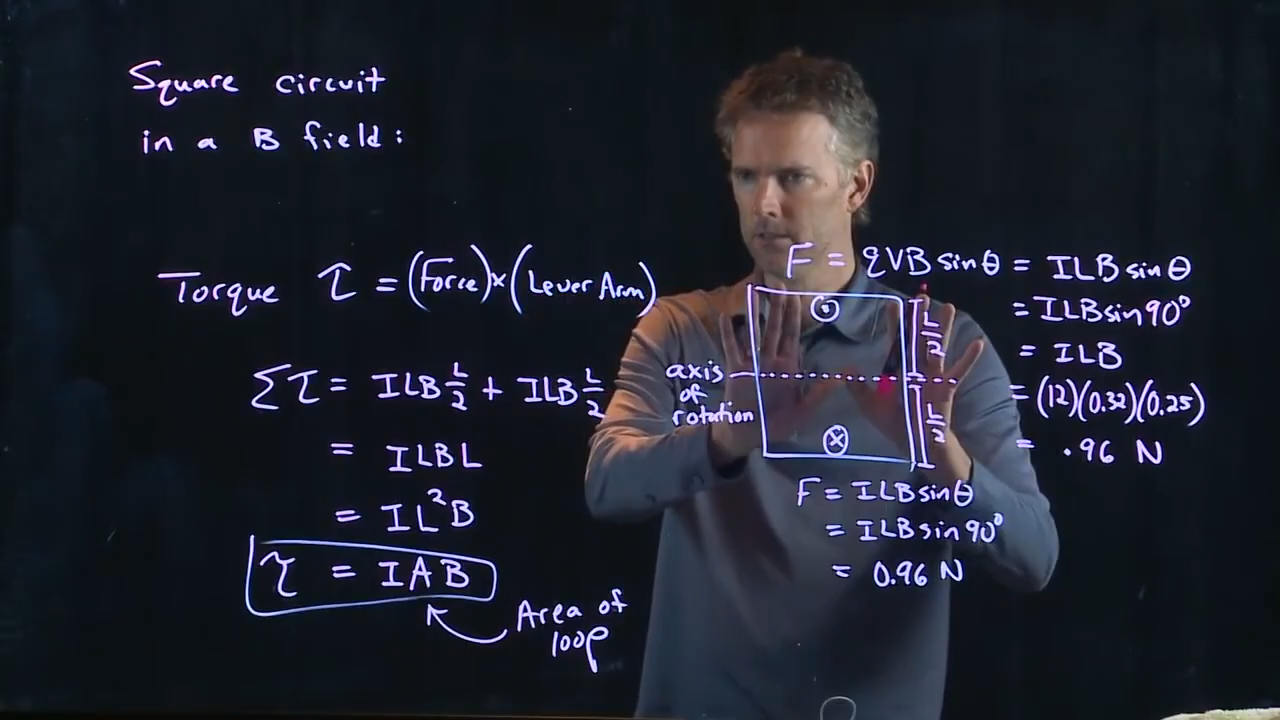 Square circuit
in a B field:
Torque τ = (Force)×(Lever Arm)
Στ = ILB L/2 + ILB L/2
= ILBL
= IL²B
τ = IAB
Area of
loop
F = qVB sinθ = ILB sinθ
= ILB sin 90°
= ILB
= (12)(0.32)(0.25)
= .96 N
L/2
axis
of
rotation
L/2
F = ILB sinθ
= ILB sin 90°
= 0.96 N